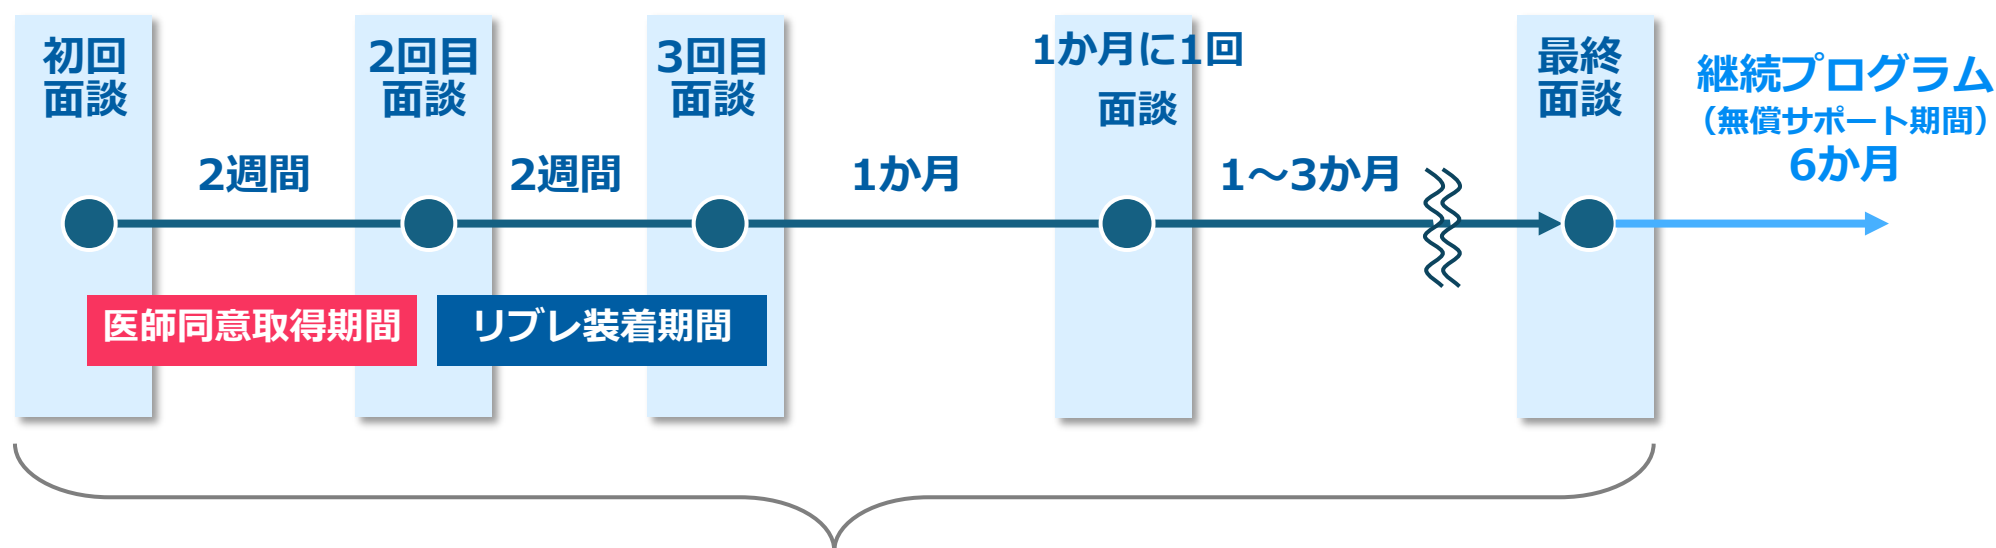 初回
面談
2回目
面談
3回目
面談
1か月に1回
面談
最終
面談
継続プログラム
（無償サポート期間）
6か月
2週間
2週間
1か月
1～3か月
医師同意取得期間
リブレ装着期間